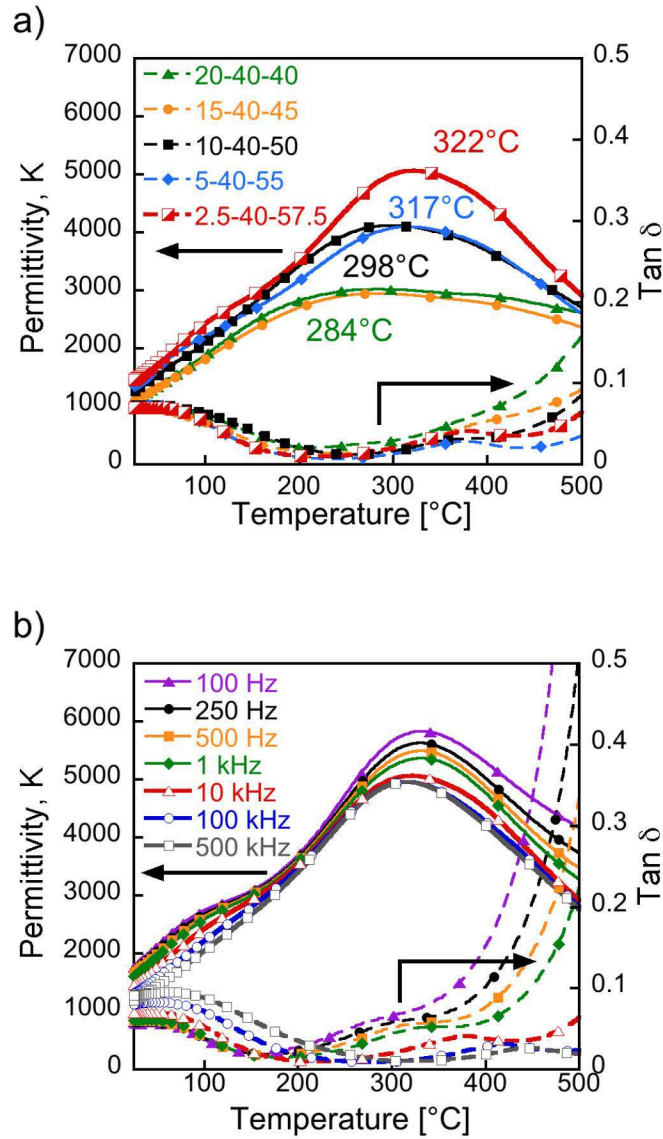 a)
7000
6000
5000
4000
3000
2000
1000
0
Permittivity, K
20-40-40
15-40-45
10-40-50
5-40-55
2.5-40-57.5
322°C
317°C
298°C
284°C
0.5
0.4
0.3
0.2
0.1
0
Tan δ
100 200 300 400 500
Temperature [°C]
b)
7000
6000
5000
4000
3000
2000
1000
0
Permittivity, K
100 Hz
250 Hz
500 Hz
1 kHz
10 kHz
100 kHz
500 kHz
0.5
0.4
0.3
0.2
0.1
0
Tan δ
100 200 300 400 500
Temperature [°C]